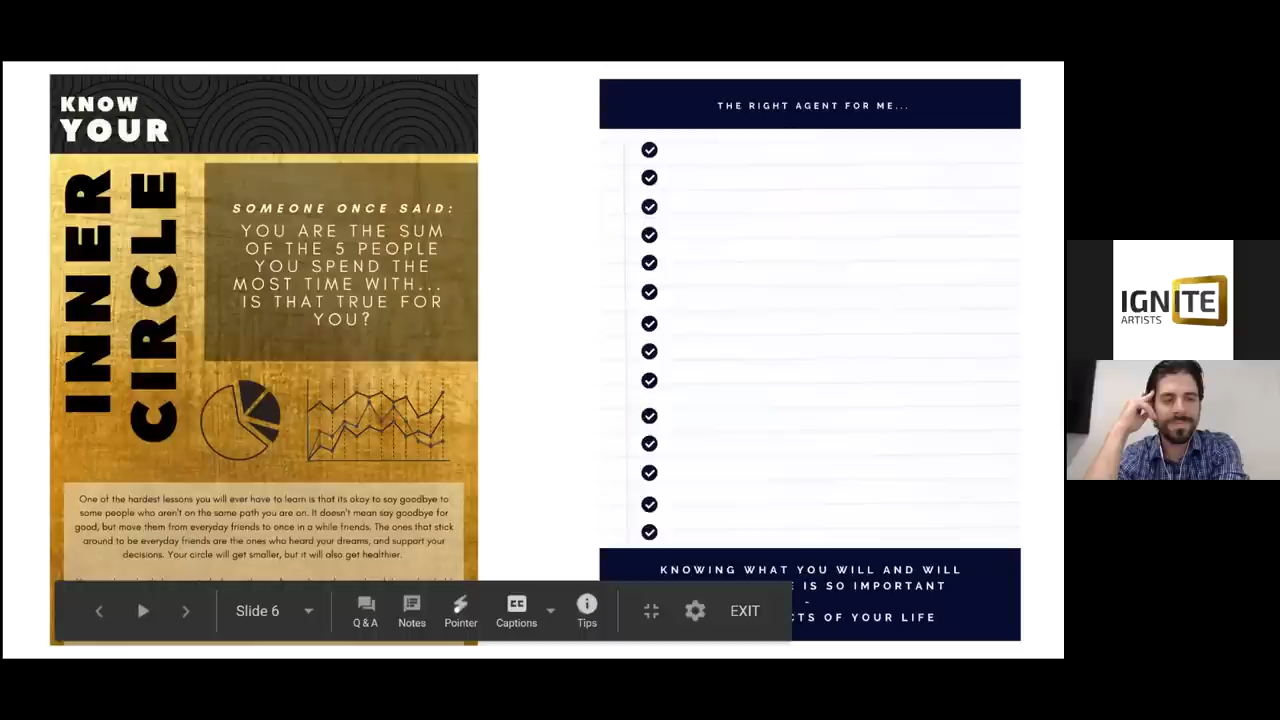 KNOW
YOUR
INNER
CIRCLE
SOMEONE ONCE SAID:
YOU ARE THE SUM
OF THE 5 PEOPLE
YOU SPEND THE
MOST TIME WITH...
IS THAT TRUE FOR
YOU?
One of the hardest lessons you will ever have to learn is that its okay to say goodbye to
some people who aren't on the same path you are on. It doesn't mean say goodbye for
good, but move them from everyday friends to once in a while friends. The ones that stick
around to be everyday friends are the ones who heard your dreams, and support your
decisions. Your circle will get smaller, but it will also get healthier.
THE RIGHT AGENT FOR ME...
KNOWING WHAT YOU WILL AND WILL
IS SO IMPORTANT
-
OF YOUR LIFE
Slide 6
Q & A
Notes
Pointer
CC
Captions
Tips
EXIT
IGNITE
ARTISTS